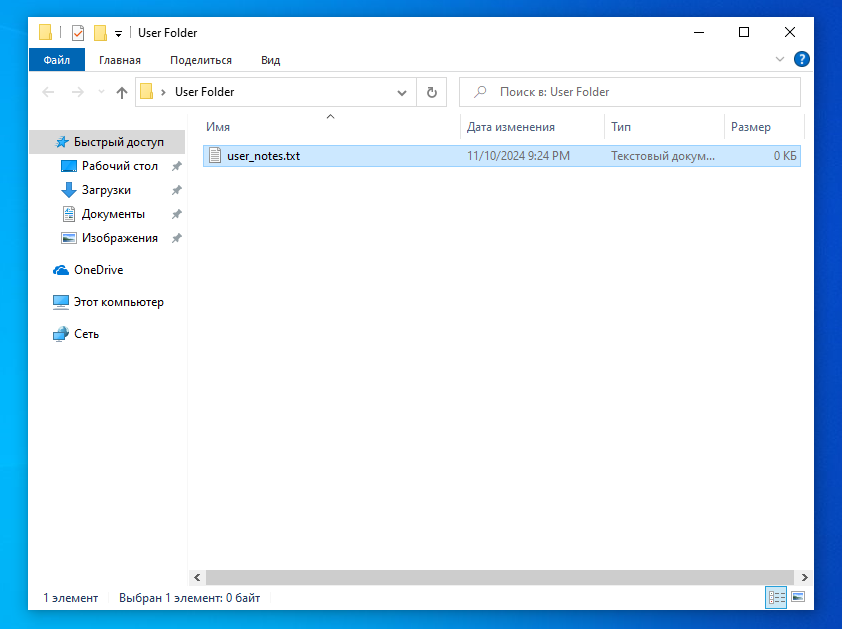 User Folder
Файл Главная Поделиться Вид
User Folder Поиск в: User Folder
Имя Дата изменения Тип Размер
user_notes.txt 11/10/2024 9:24 PM Текстовый докум... 0 КБ
Быстрый доступ
Рабочий стол
Загрузки
Документы
Изображения
OneDrive
Этот компьютер
Сеть
1 элемент Выбран 1 элемент: 0 байт